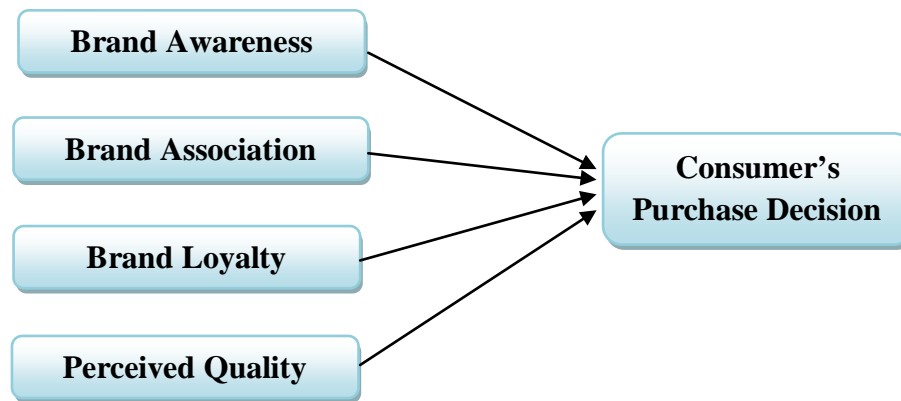 Brand Awareness
Brand Association
Brand Loyalty
Perceived Quality
Consumer’s
Purchase Decision